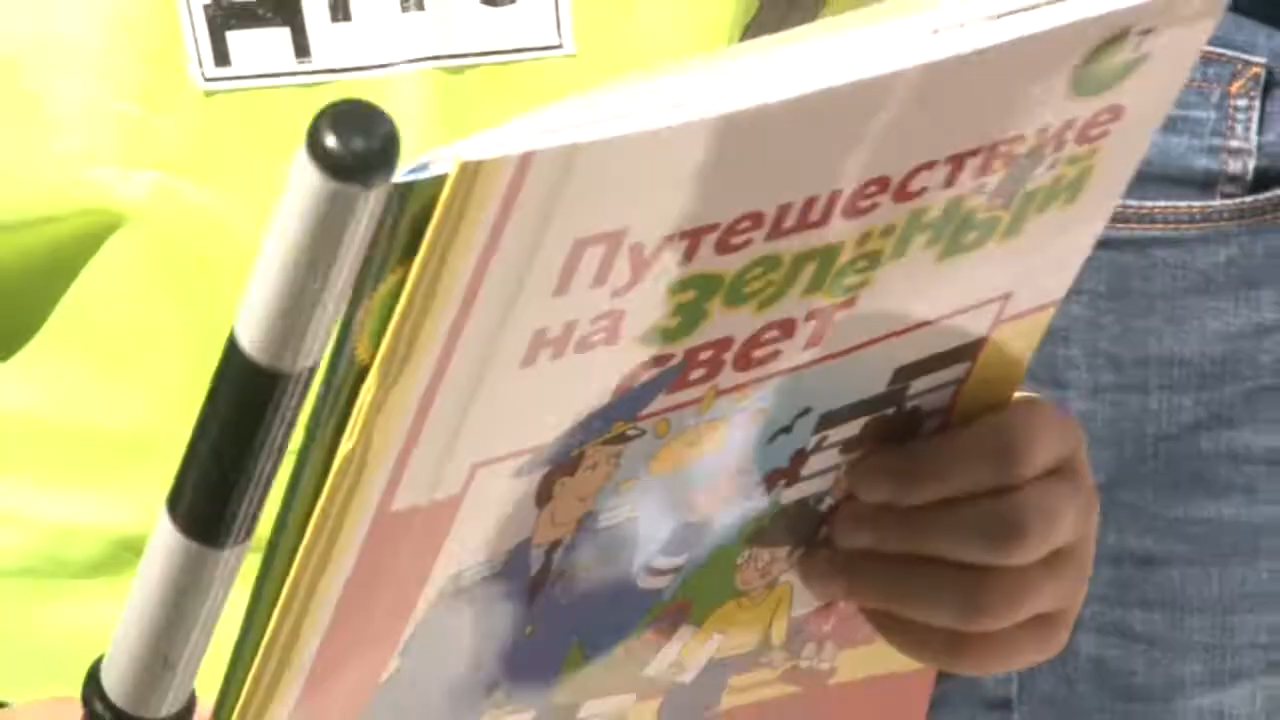 Путешествие
на зелёный
свет